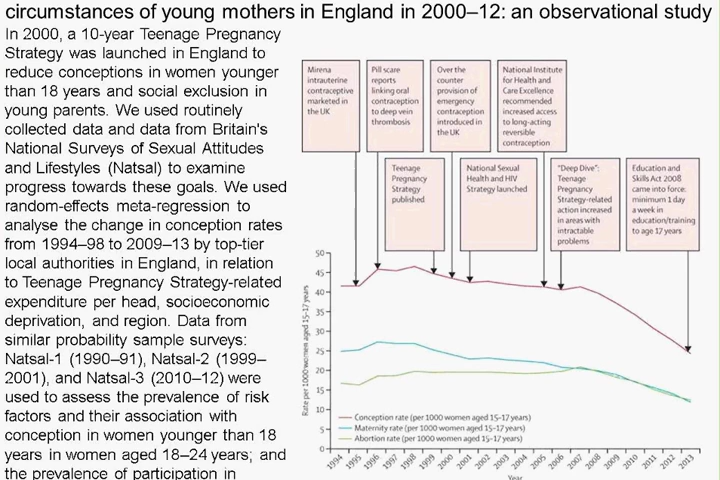 circumstances of young mothers in England in 2000–12: an observational study
In 2000, a 10-year Teenage Pregnancy
Strategy was launched in England to
reduce conceptions in women younger
than 18 years and social exclusion in
young parents. We used routinely
collected data and data from Britain's
National Surveys of Sexual Attitudes
and Lifestyles (Natsal) to examine
progress towards these goals. We used
random-effects meta-regression to
analyse the change in conception rates
from 1994–98 to 2009–13 by top-tier
local authorities in England, in relation
to Teenage Pregnancy Strategy-related
expenditure per head, socioeconomic
deprivation, and region. Data from
similar probability sample surveys:
Natsal-1 (1990–91), Natsal-2 (1999–
2001), and Natsal-3 (2010–12) were
used to assess the prevalence of risk
factors and their association with
conception in women younger than 18
years in women aged 18–24 years; and
the prevalence of participation in
Mirena
intrauterine
contraceptive
marketed in
the UK
Pill scare
reports
linking oral
contraception
to deep vein
thrombosis
Over the
counter
provision of
emergency
contraception
introduced in
the UK
National Institute
for Health and
Care Excellence
recommended
increased access
to long-acting
reversible
contraception
Teenage
Pregnancy
Strategy
published
National Sexual
Health and HIV
Strategy launched
"Deep Dive":
Teenage
Pregnancy
Strategy-related
action increased
in areas with
intractable
problems
Education and
Skills Act 2008
came into force:
minimum 1 day
a week in
education/training
to age 17 years
Rate per 1000 women aged 15–17 years
50
45
40
35
30
25
20
15
10
5
0
Conception rate (per 1000 women aged 15–17 years)
Maternity rate (per 1000 women aged 15–17 years)
Abortion rate (per 1000 women aged 15–17 years)
1994
1995
1996
1997
1998
1999
2000
2001
2002
2003
2004
2005
2006
2007
2008
2009
2010
2011
2012
2013
Year